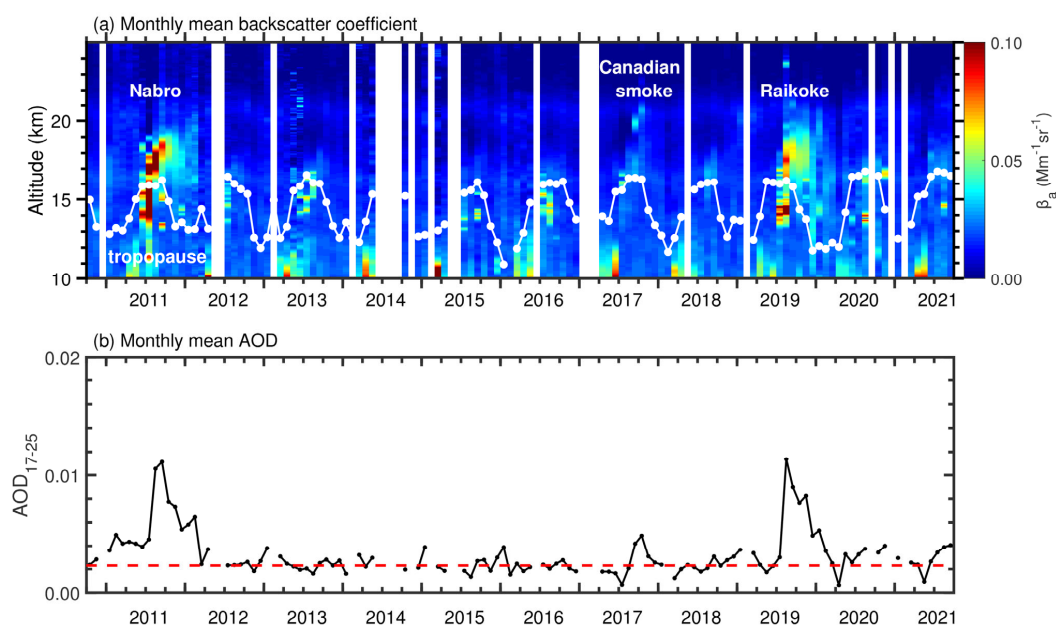 (a) Monthly mean backscatter coefficient
Altitude (km)
25
20
15
10
Nabro
Canadian
smoke
Raikoke
tropopause
0.10
0.05
0.00
βa (Mm⁻¹sr⁻¹)
2011 2012 2013 2014 2015 2016 2017 2018 2019 2020 2021
(b) Monthly mean AOD
AOD17-25
0.02
0.01
0.00
2011 2012 2013 2014 2015 2016 2017 2018 2019 2020 2021